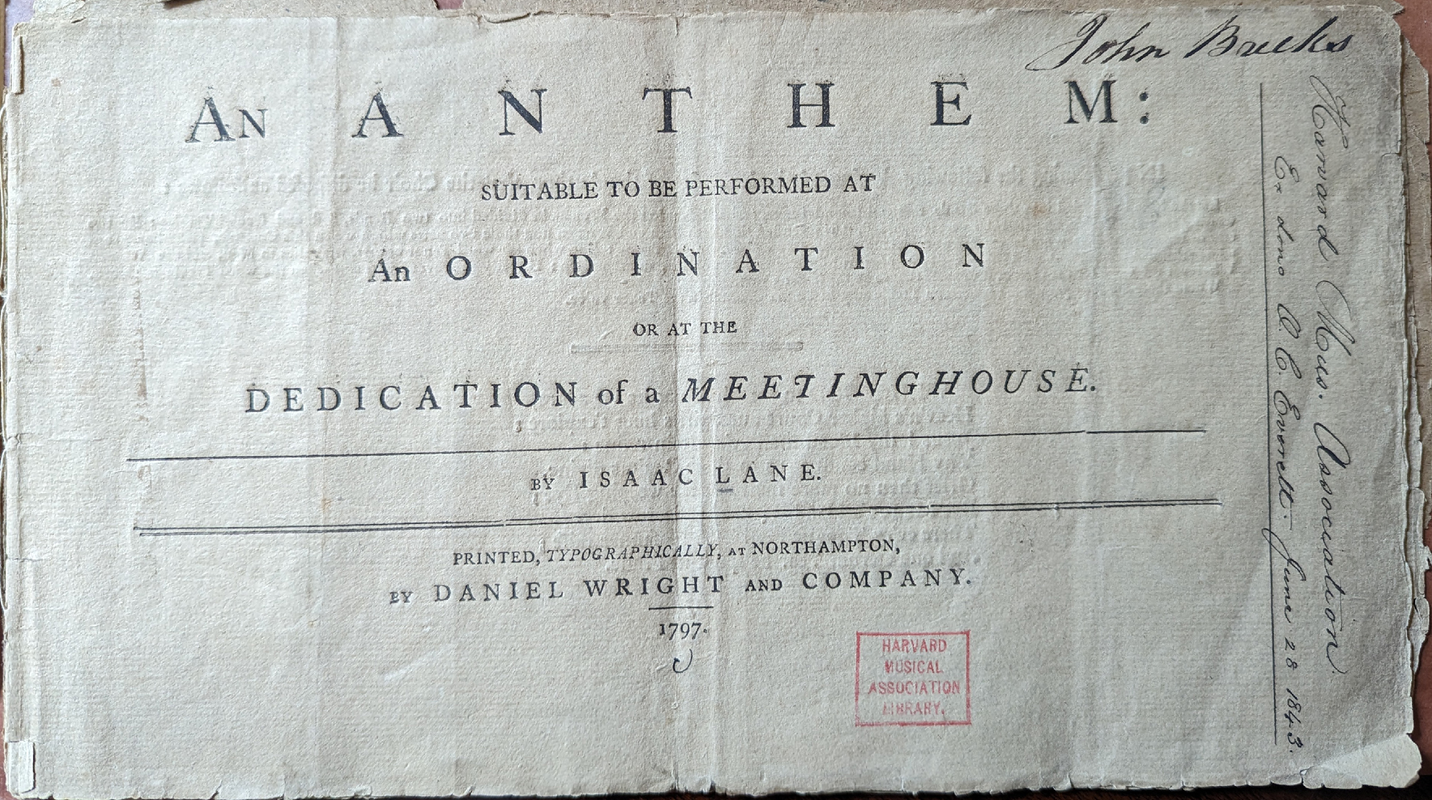 John Bucks
AN ANTHEM:
SUITABLE TO BE PERFORMED AT
An ORDINATION
OR AT THE
DEDICATION of a MEETINGHOUSE.
BY ISAAC LANE.
PRINTED, TYPOGRAPHICALLY, AT NORTHAMPTON,
BY DANIEL WRIGHT AND COMPANY.
1797.
HARVARD
MUSICAL
ASSOCIATION
LIBRARY.
Harvard Mus. Association
Ex dono O. C. Everett. June 28 1843.